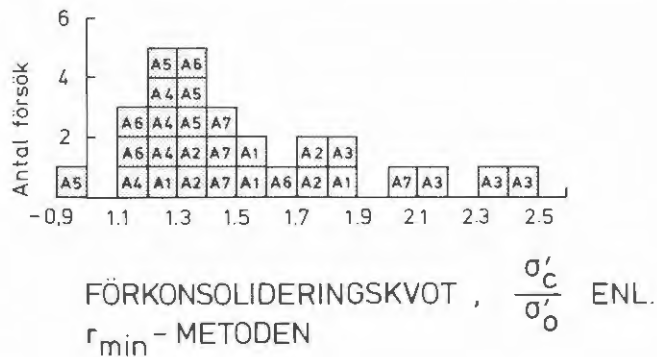 Antal försök
6
4
2
A5 A6
A4 A5
A6 A4 A5 A7
A6 A4 A2 A7 A1 A2 A3
A5 A4 A1 A2 A7 A1 A6 A2 A1 A7 A3 A3 A3
-0,9 1.1 1.3 1.5 1.7 1.9 2.1 2.3 2.5
FÖRKONSOLIDERINGSKVOT , σ'c/σ'o ENL.
rmin - METODEN